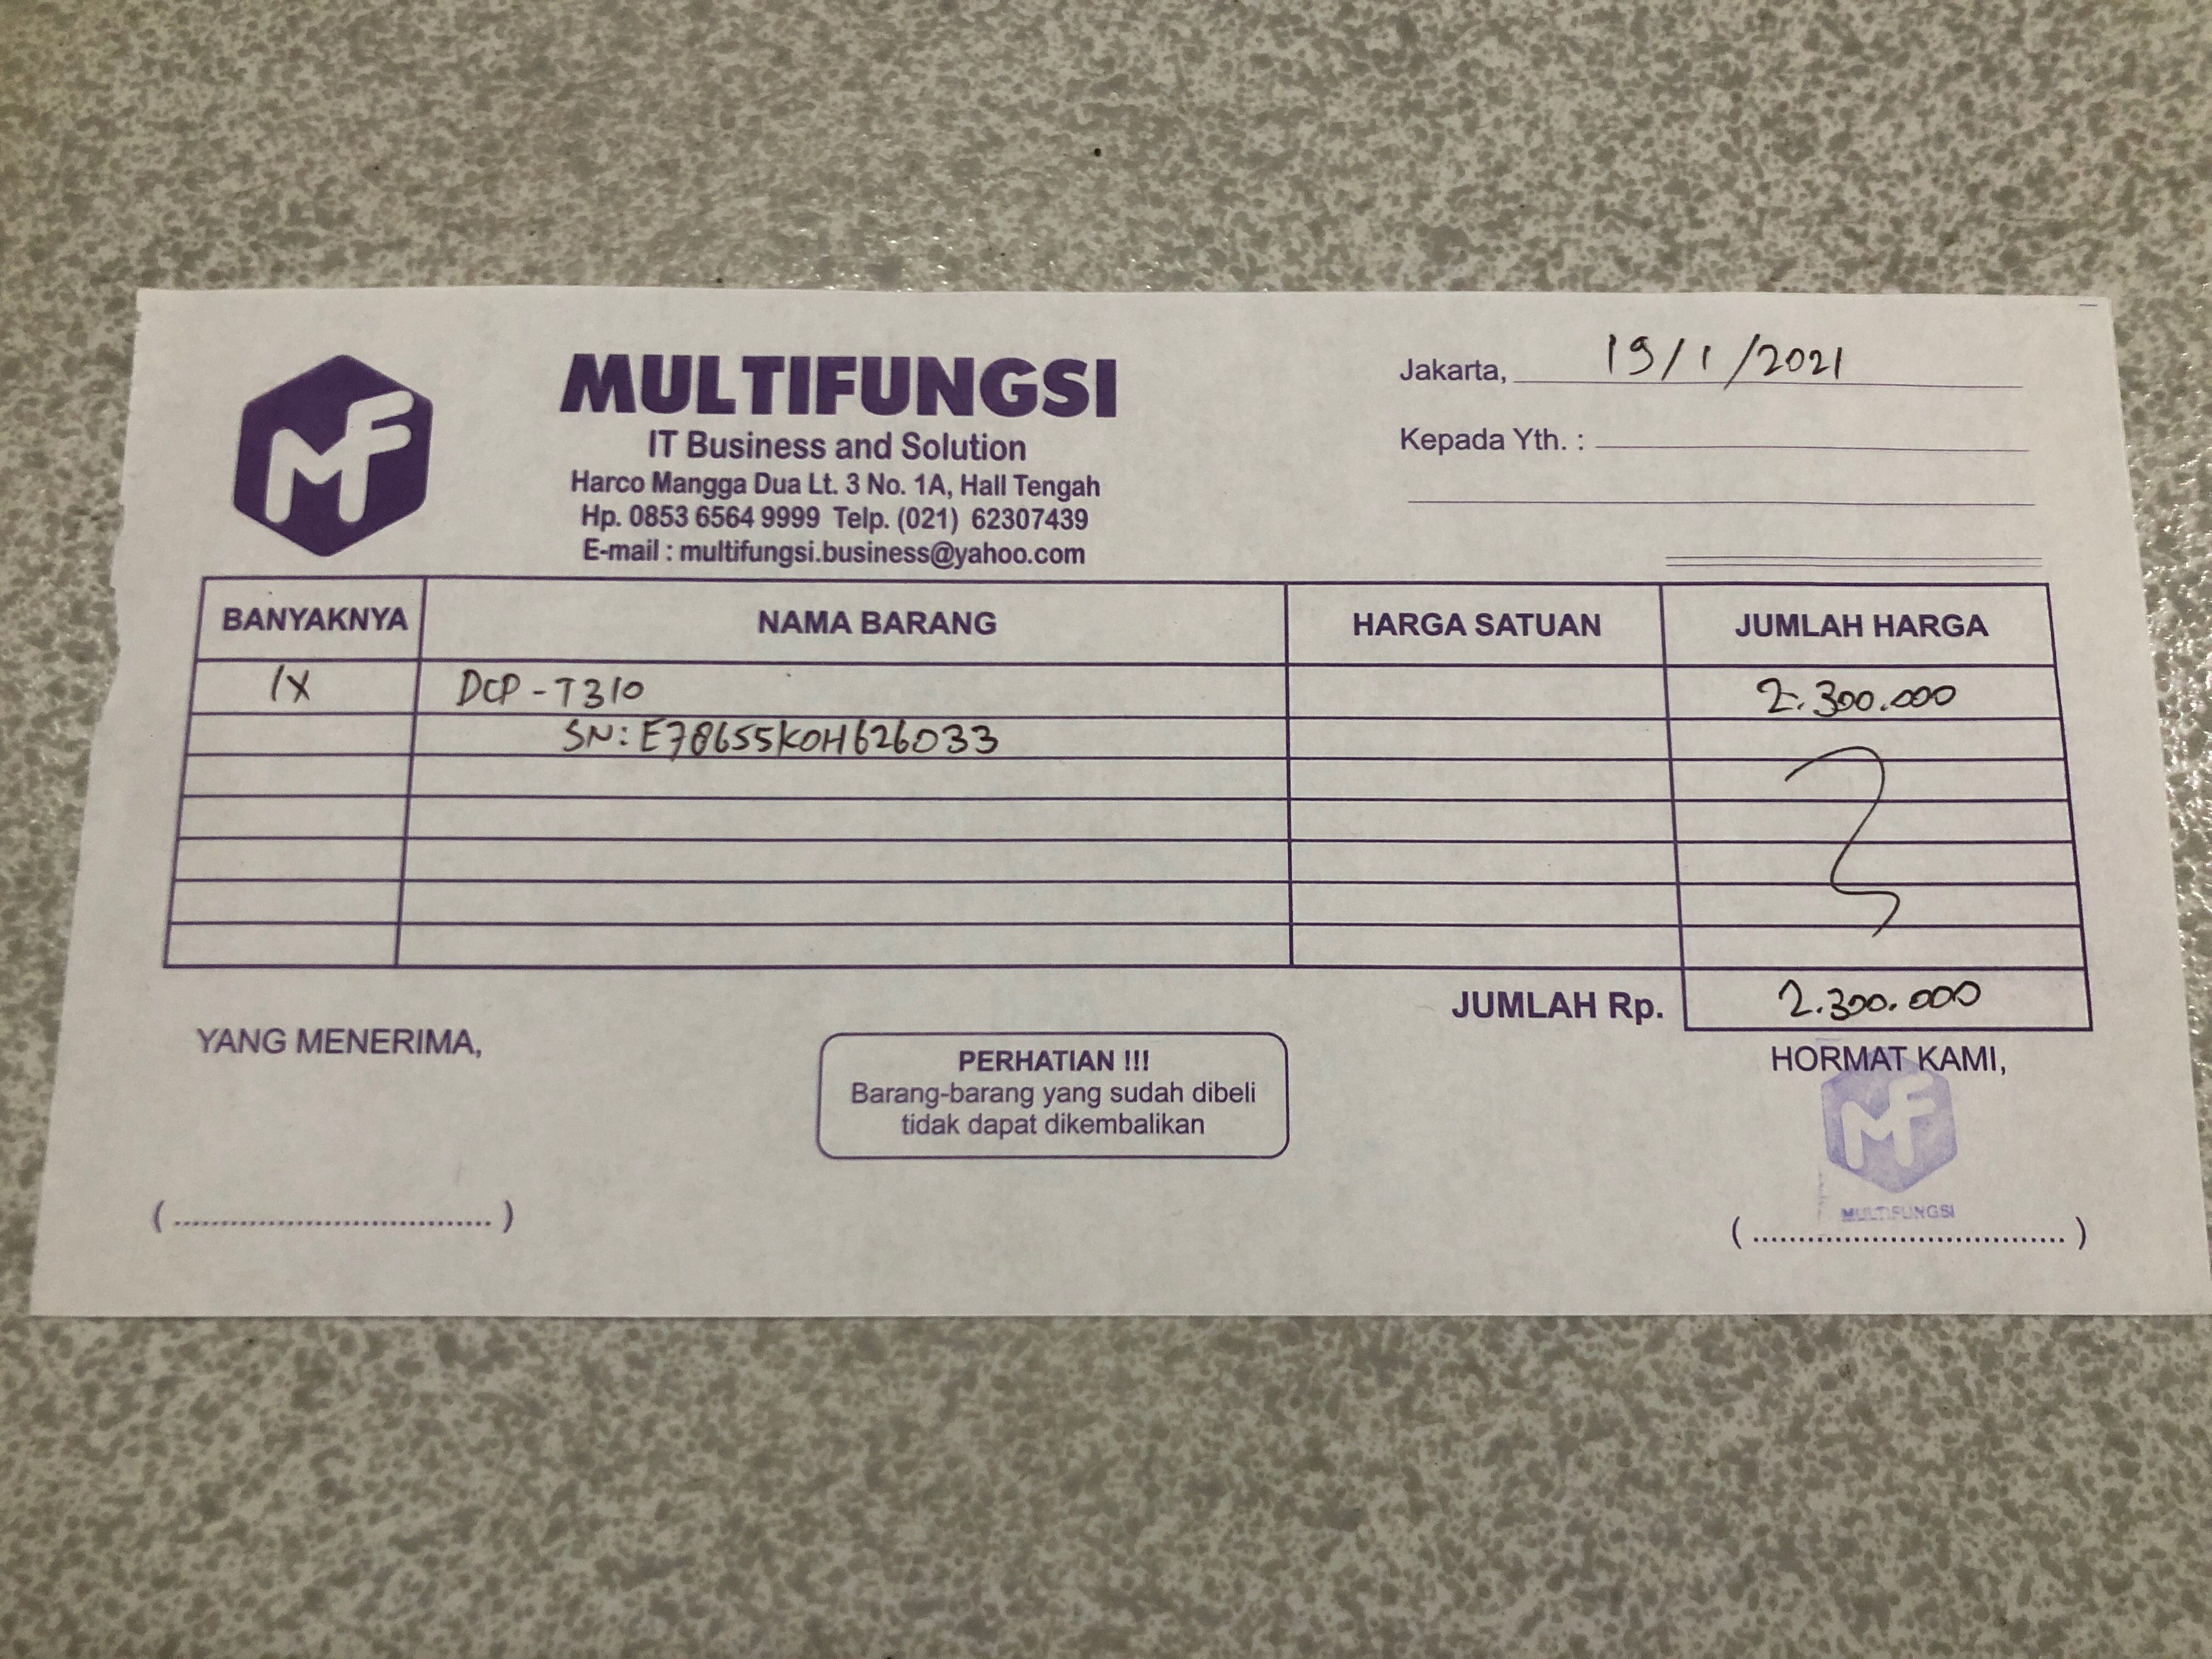 MF
MULTIFUNGSI
IT Business and Solution
Harco Mangga Dua Lt. 3 No. 1A, Hall Tengah
Hp. 0853 6564 9999 Telp. (021) 62307439
E-mail : multifungsi.business@yahoo.com
Jakarta, 19/1/2021
Kepada Yth. :
BANYAKNYA NAMA BARANG HARGA SATUAN JUMLAH HARGA
1X DCP-T310 2.300.000
SN: E78655K0H626033
JUMLAH Rp. 2.300.000
YANG MENERIMA,
PERHATIAN !!!
Barang-barang yang sudah dibeli
tidak dapat dikembalikan
HORMAT KAMI,
MF
MULTIFUNGSI
(..................................) (..................................)